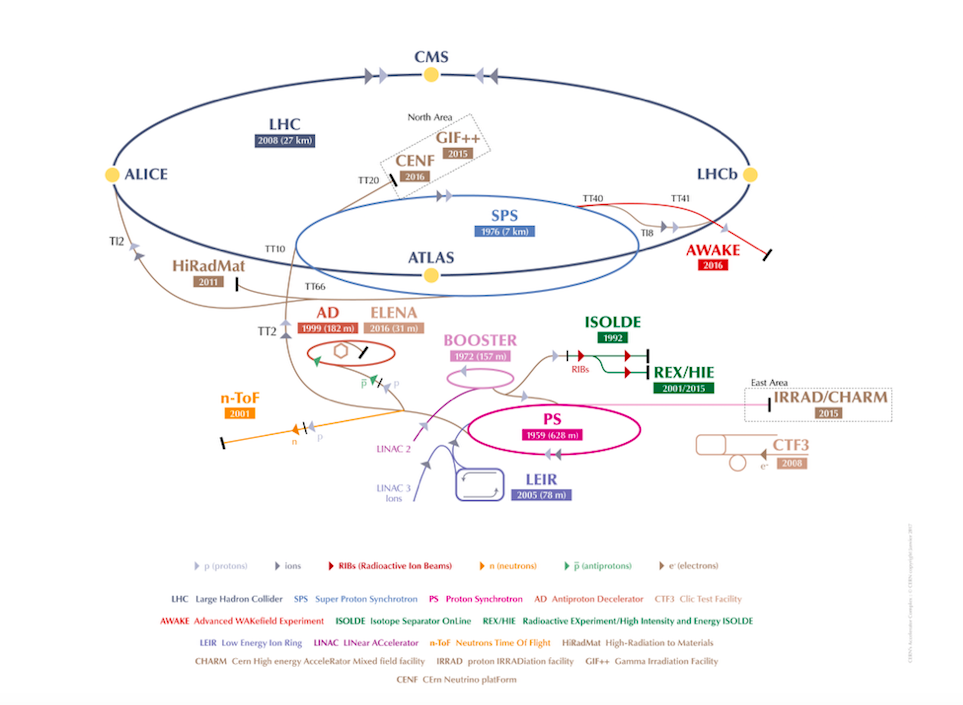 CMS
LHC
2008 (27 km)
North Area
GIF++
2015
CENF
2016
TT20
ALICE
LHCb
TT40
TT41
SPS
1976 (7 km)
TI8
TI2
TT10
AWAKE
2016
ATLAS
HiRadMat
2011
TT66
AD
1999 (182 m)
ELENA
2016 (31 m)
TT2
ISOLDE
1992
BOOSTER
1972 (157 m)
RIBs
REX/HIE
2001/2015
p̅
p
East Area
IRRAD/CHARM
2015
n-ToF
2001
n
p
PS
1959 (628 m)
LINAC 2
CTF3
2008
e-
LINAC 3
Ions
LEIR
2005 (78 m)
p (protons) ions RIBs (Radioactive Ion Beams) n (neutrons) p̅ (antiprotons) e- (electrons)
LHC Large Hadron Collider SPS Super Proton Synchrotron PS Proton Synchrotron AD Antiproton Decelerator CTF3 Clic Test Facility
AWAKE Advanced WAKefield Experiment ISOLDE Isotope Separator OnLine REX/HIE Radioactive EXperiment/High Intensity and Energy ISOLDE
LEIR Low Energy Ion Ring LINAC LINear ACcelerator n-ToF Neutrons Time Of Flight HiRadMat High-Radiation to Materials
CHARM Cern High energy AcceleRator Mixed field facility IRRAD proton IRRADiation facility GIF++ Gamma Irradiation Facility
CENF CErn Neutrino platForm